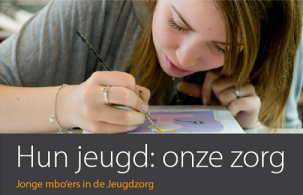 Hun jeugd: onze zorg
Jonge mbo'ers in de Jeugdzorg